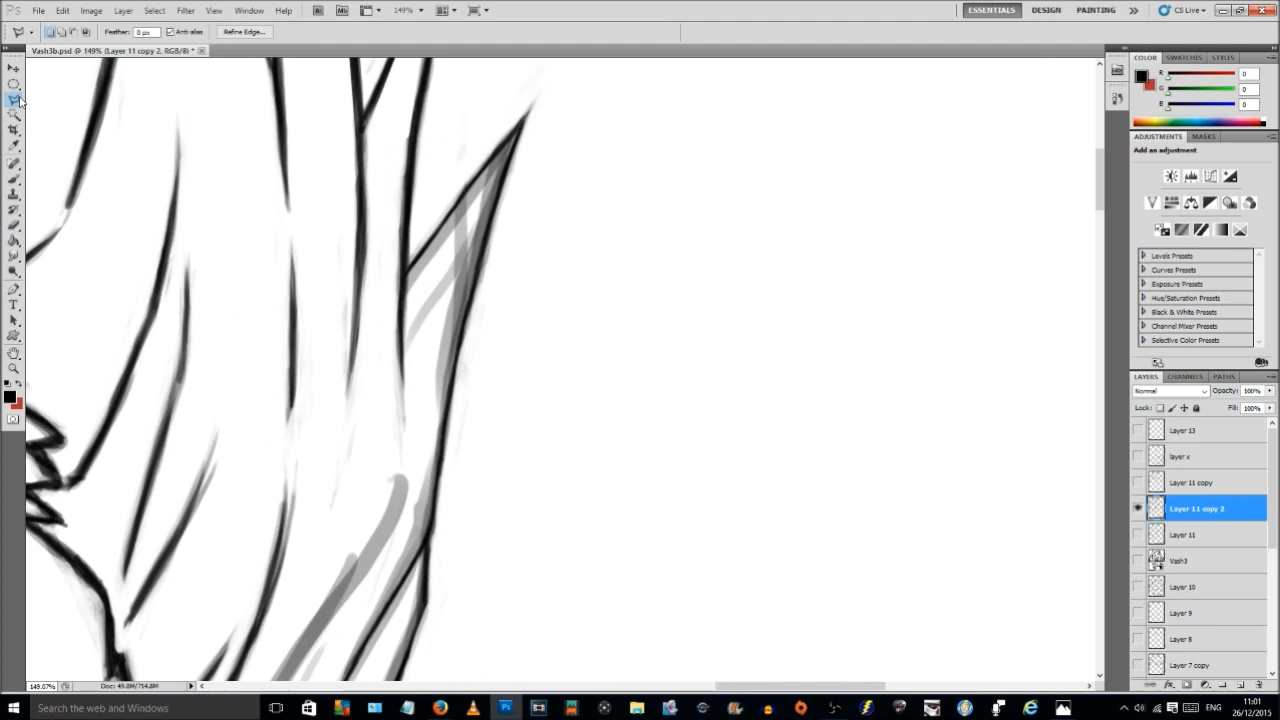 PS File Edit Image Layer Select Filter View Window Help Br Mb 149% ESSENTIALS DESIGN PAINTING CS Live
Feather: 0 px Anti-alias Refine Edge...
Vash3b.psd @ 149% (Layer 11 copy 2, RGB/8) *
COLOR SWATCHES STYLES
R 0
G 0
B 0
ADJUSTMENTS MASKS
Add an adjustment
Levels Presets
Curves Presets
Exposure Presets
Hue/Saturation Presets
Black & White Presets
Channel Mixer Presets
Selective Color Presets
LAYERS CHANNELS PATHS
Normal Opacity: 100%
Lock: Fill: 100%
Layer 13
layer x
Layer 11 copy
Layer 11 copy 2
Layer 11
Vash3
Layer 10
Layer 9
Layer 8
Layer 7 copy
149.07% Doc: 49.8M/714.8M
Search the web and Windows
11:01
26/12/2015